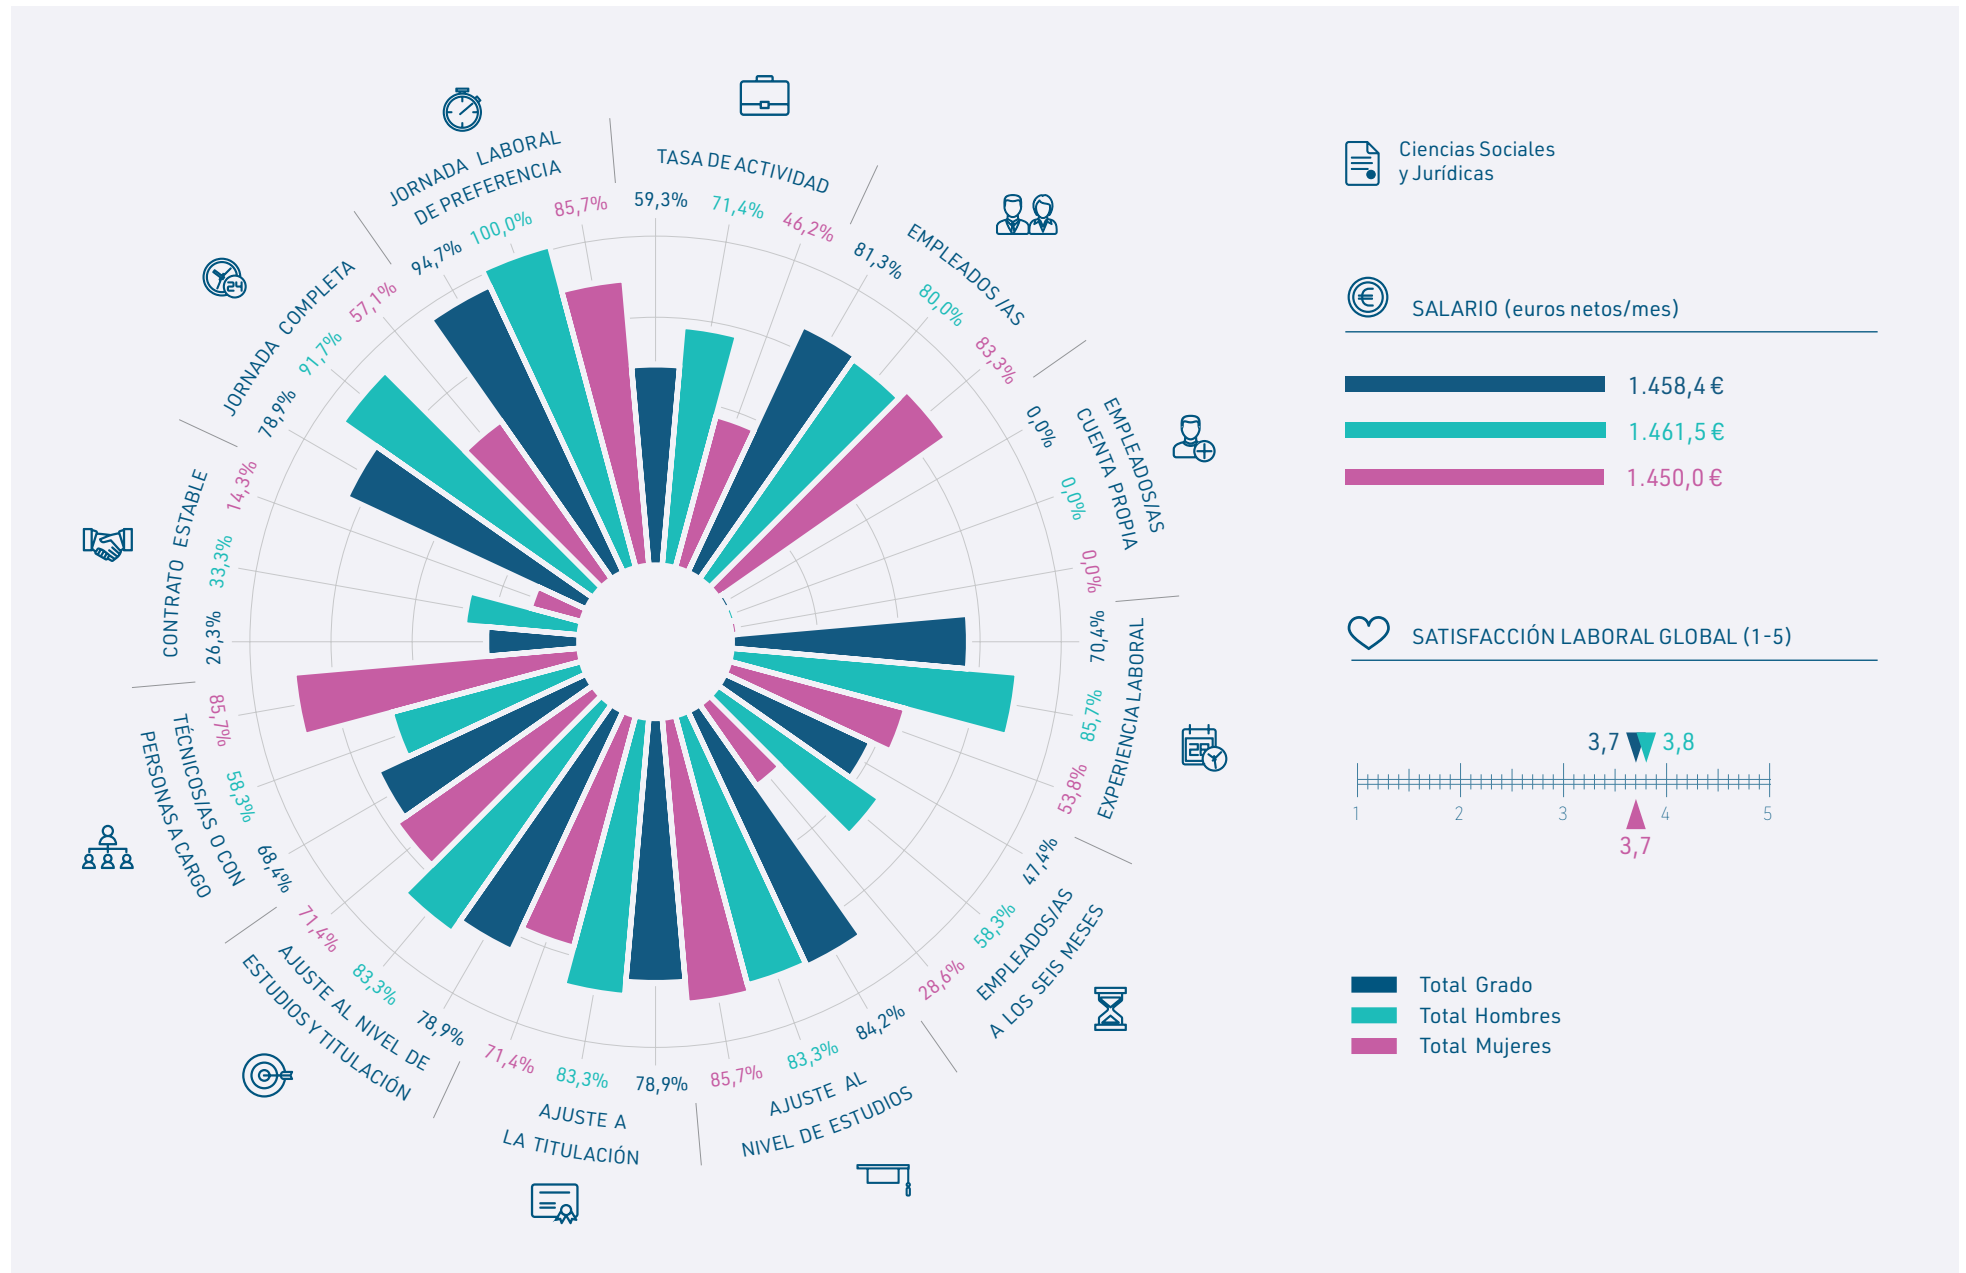 TASA DE ACTIVIDAD
59,3%
71,4%
46,2%
EMPLEADOS /AS
81,3%
80,0%
83,3%
EMPLEADOS/AS
CUENTA PROPIA
0,0%
0,0%
0,0%
EXPERIENCIA LABORAL
70,4%
85,7%
53,8%
EMPLEADOS/AS
A LOS SEIS MESES
47,4%
58,3%
28,6%
AJUSTE AL
NIVEL DE ESTUDIOS
84,2%
83,3%
85,7%
AJUSTE A
LA TITULACIÓN
78,9%
83,3%
71,4%
AJUSTE AL NIVEL DE
ESTUDIOS Y TITULACIÓN
78,9%
83,3%
71,4%
TÉCNICOS/AS O CON
PERSONAS A CARGO
68,4%
58,3%
85,7%
CONTRATO ESTABLE
26,3%
33,3%
14,3%
JORNADA COMPLETA
78,9%
91,7%
57,1%
JORNADA LABORAL
DE PREFERENCIA
94,7%
100,0%
85,7%
24
28
Ciencias Sociales
y Jurídicas
€
SALARIO (euros netos/mes)
1.458,4 €
1.461,5 €
1.450,0 €
SATISFACCIÓN LABORAL GLOBAL (1-5)
3,7 3,8
1 2 3 4 5
3,7
Total Grado
Total Hombres
Total Mujeres